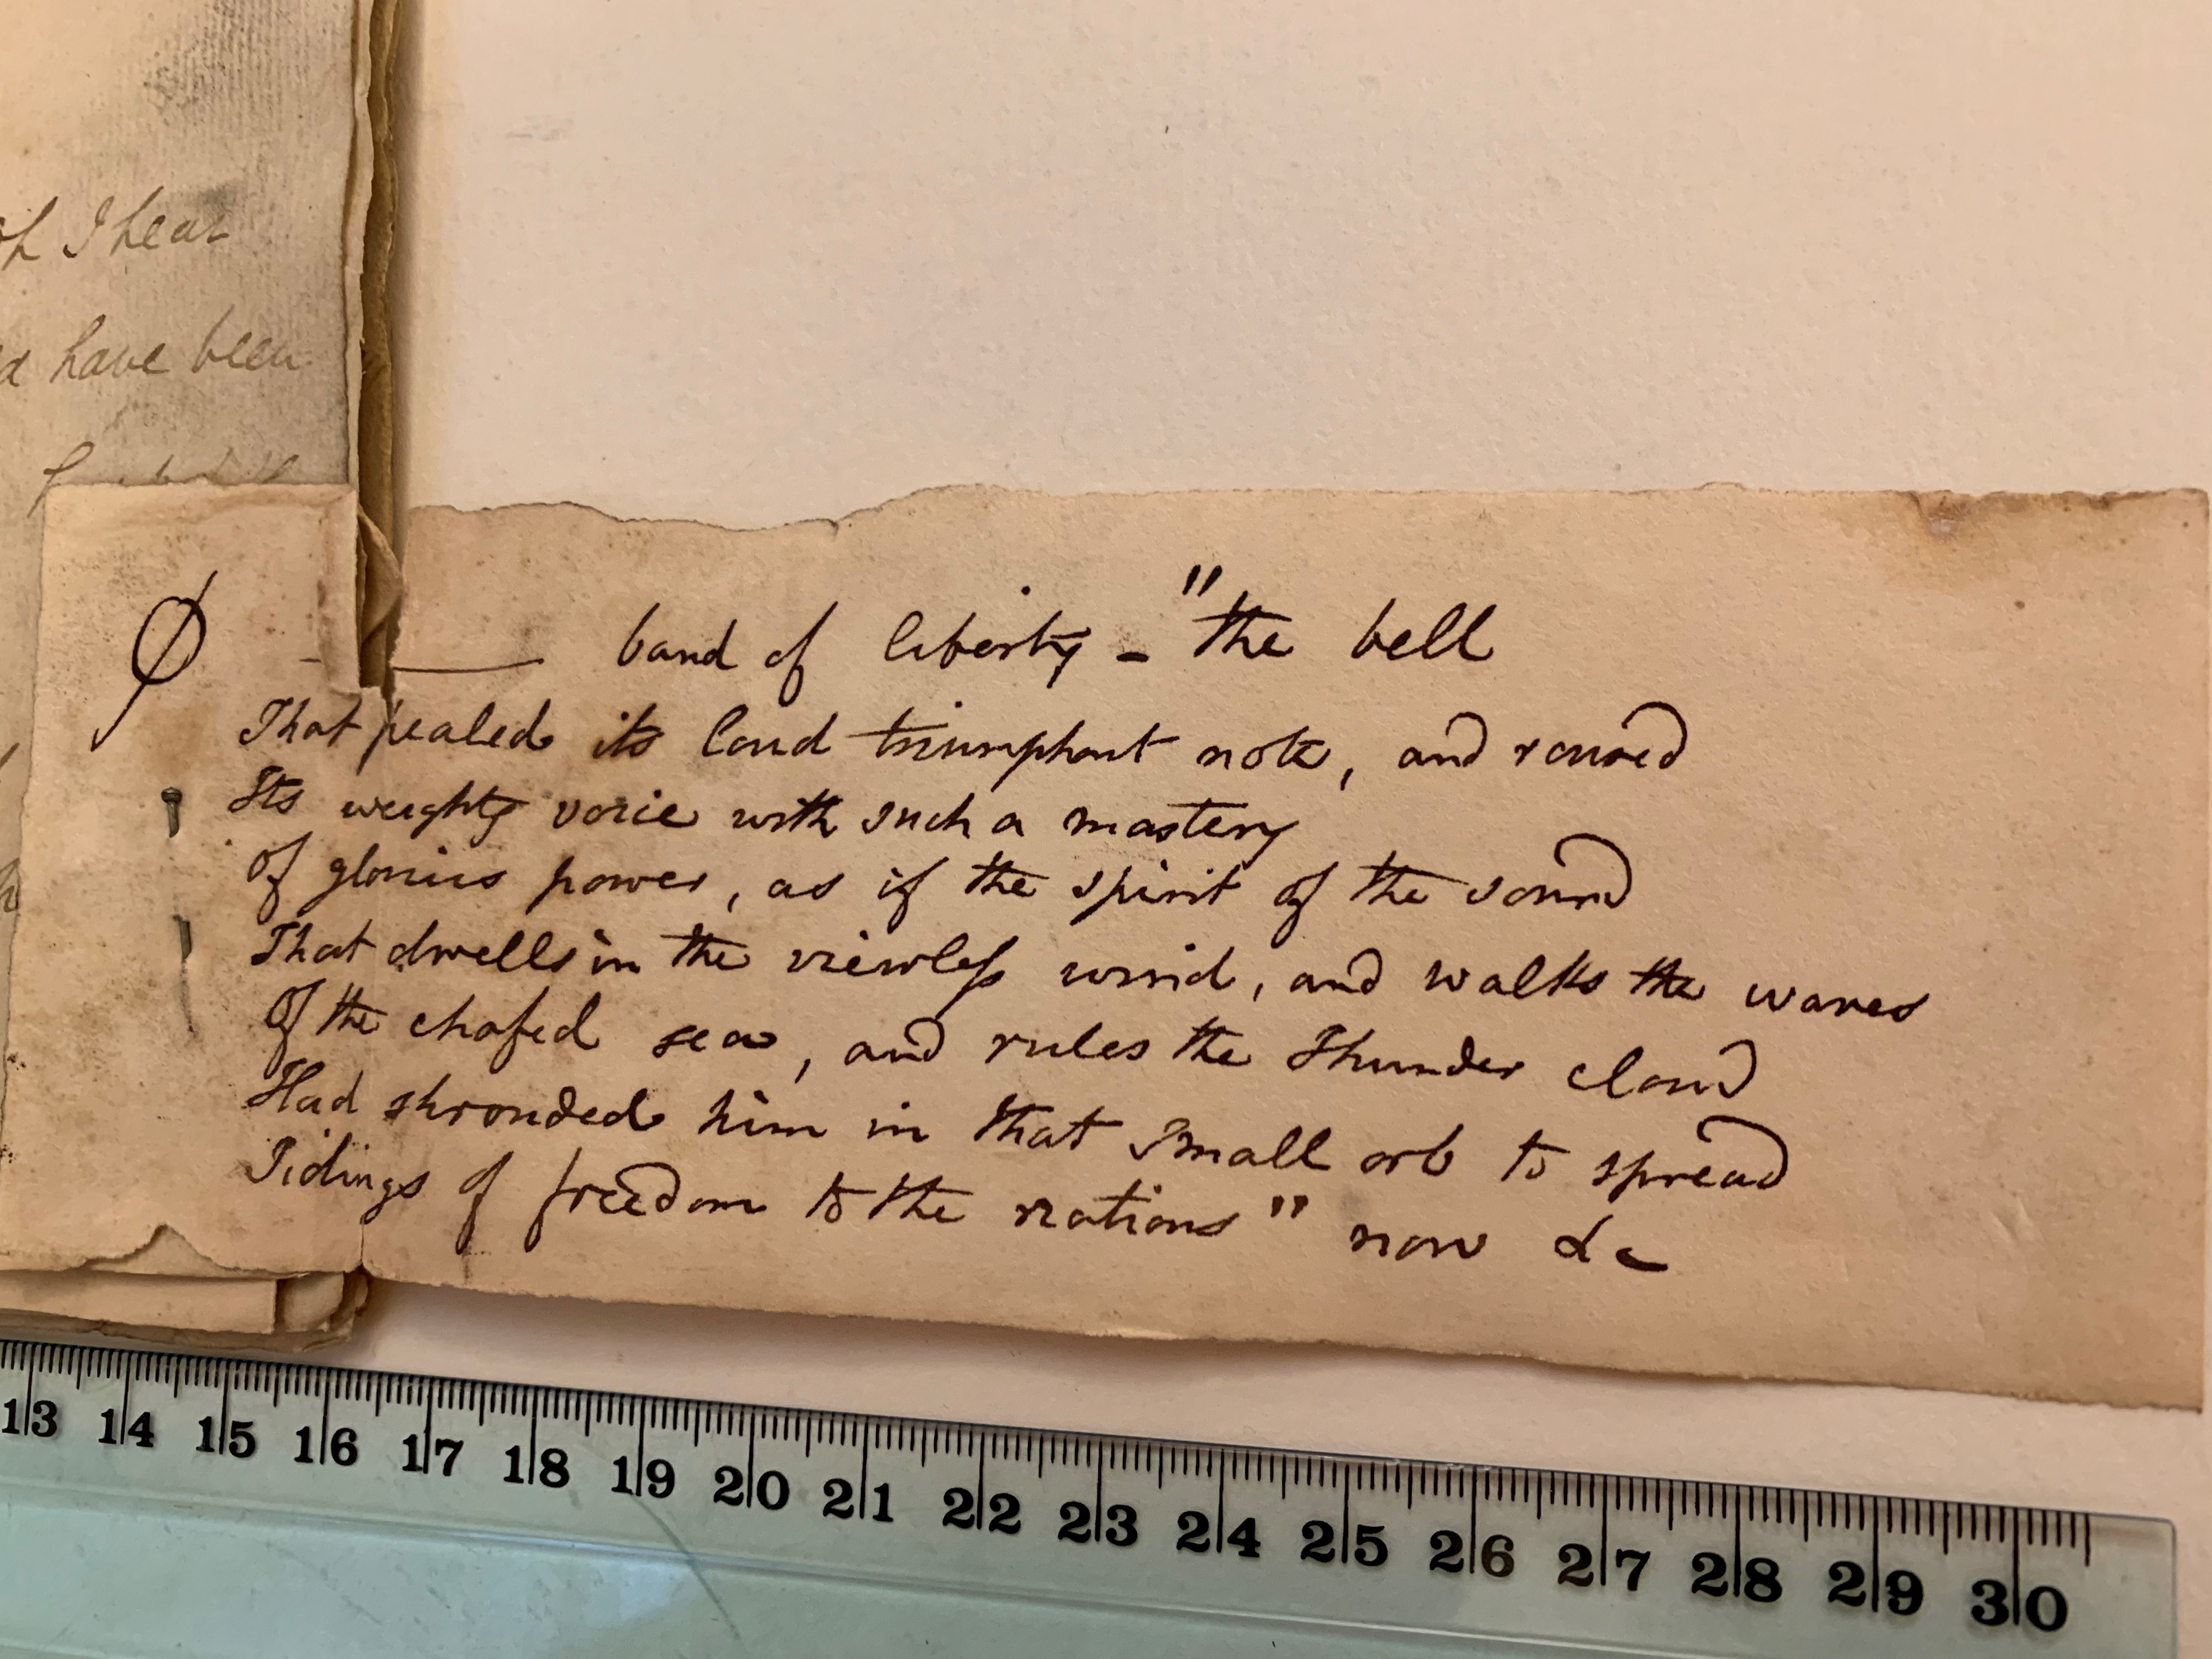 I hear
have been
φ —— band of liberty - "the bell
That pealed its loud triumphant note, and roused
Its weighty voice with such a mastery
Of glorius power, as if the spirit of the sound
That dwells in the viewless wind, and walks the waves
Of the chafed sea, and rules the Thunder cloud
Had shrouded him in that small orb to spread
Tidings of freedom to the nations" now &c
13 14 15 16 17 18 19 20 21 22 23 24 25 26 27 28 29 30